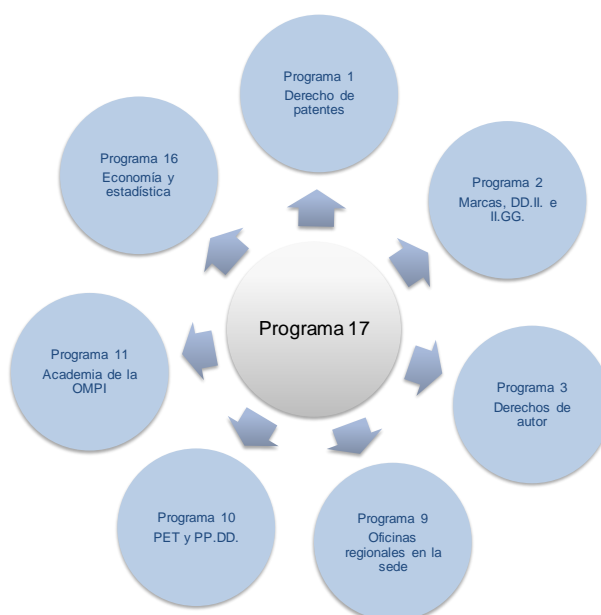 Programa 1
Derecho de
patentes
Programa 16
Economía y
estadística
Programa 2
Marcas, DD.II. e
II.GG.
Programa 17
Programa 11
Academia de la
OMPI
Programa 3
Derechos de
autor
Programa 10
PET y PP.DD.
Programa 9
Oficinas
regionales en la
sede